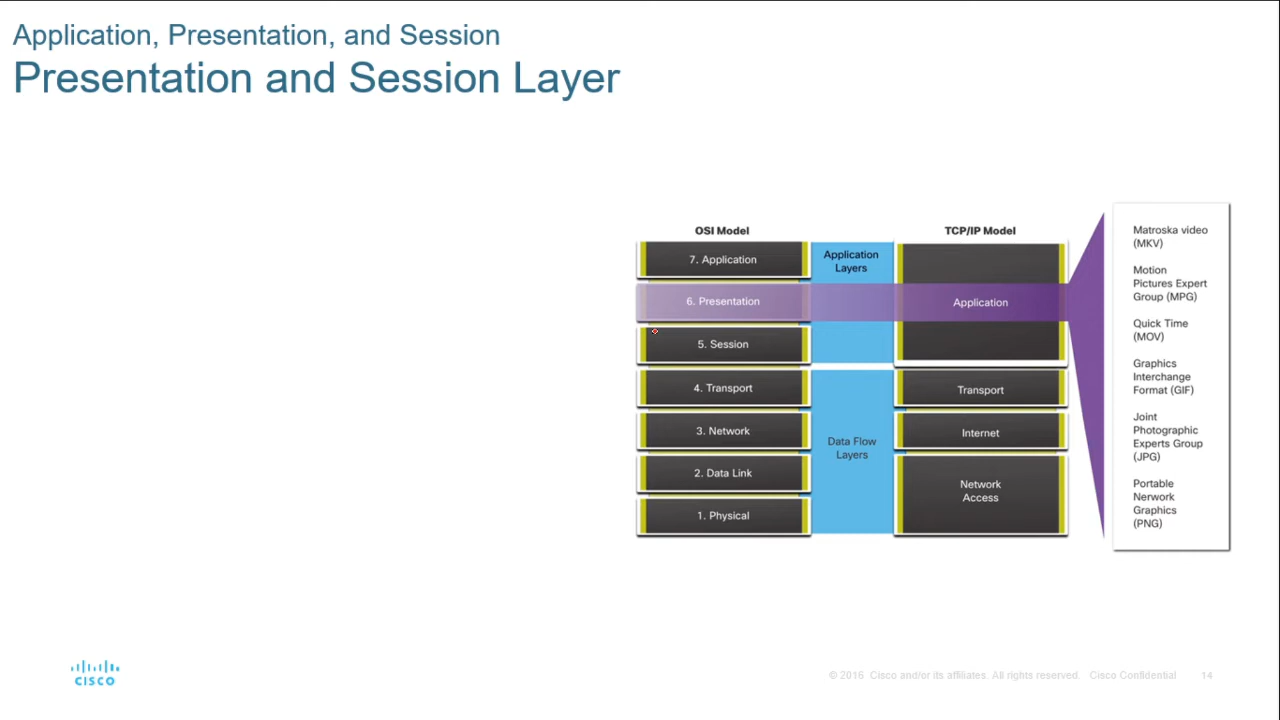 Application, Presentation, and Session
Presentation and Session Layer
OSI Model
7. Application
6. Presentation
5. Session
4. Transport
3. Network
2. Data Link
1. Physical
Application
Layers
Data Flow
Layers
TCP/IP Model
Application
Transport
Internet
Network
Access
Matroska video
(MKV)
Motion
Pictures Expert
Group (MPG)
Quick Time
(MOV)
Graphics
Interchange
Format (GIF)
Joint
Photographic
Experts Group
(JPG)
Portable
Network
Graphics
(PNG)
CISCO
© 2016 Cisco and/or its affiliates. All rights reserved. Cisco Confidential 14